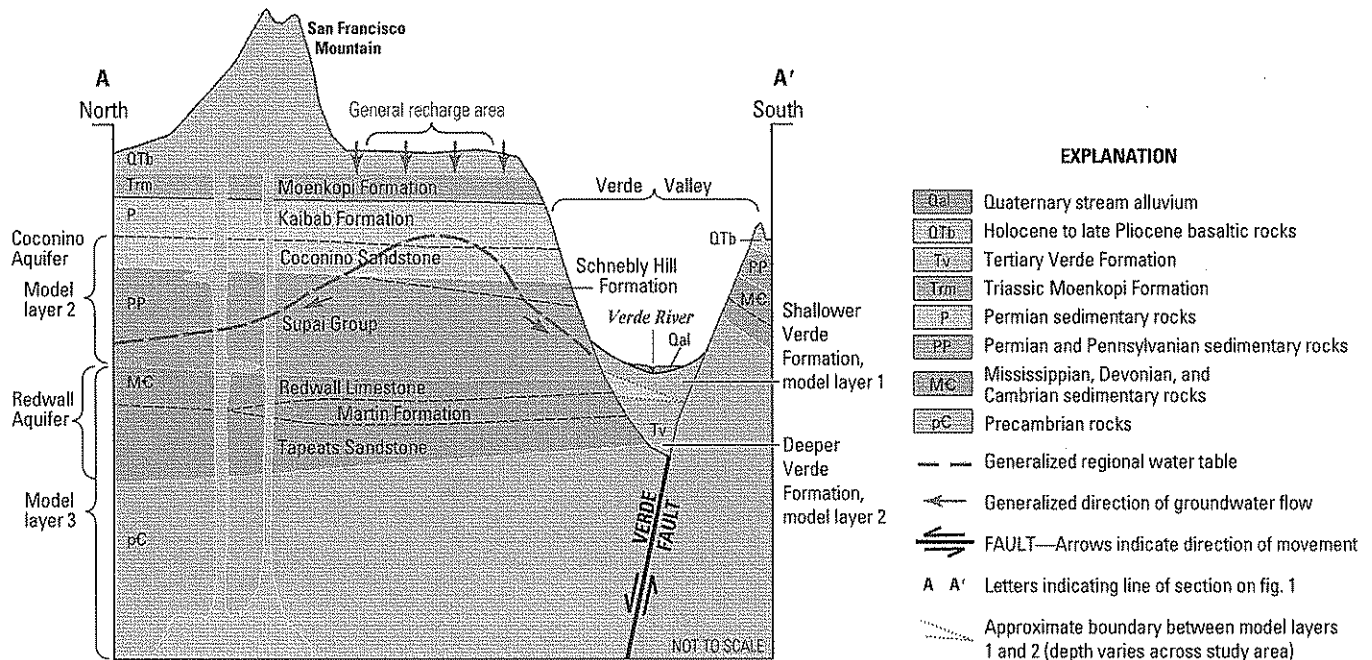 San Francisco
Mountain
A
North
A′
South
General recharge area
QTb
Trm
Moenkopi Formation
P
Kaibab Formation
Verde Valley
QTb
Coconino
Aquifer
Model
layer 2
Coconino Sandstone
PP
Schnebly Hill
Formation
PP
MЄ
Supai Group
Verde River
Qal
Shallower
Verde
Formation,
model layer 1
Redwall
Aquifer
MЄ
Redwall Limestone
Martin Formation
Tapeats Sandstone
Tv
Deeper
Verde
Formation,
model layer 2
Model
layer 3
pЄ
VERDE
FAULT
NOT TO SCALE
EXPLANATION
Qal Quaternary stream alluvium
QTb Holocene to late Pliocene basaltic rocks
Tv Tertiary Verde Formation
Trm Triassic Moenkopi Formation
P Permian sedimentary rocks
PP Permian and Pennsylvanian sedimentary rocks
MЄ Mississippian, Devonian, and
Cambrian sedimentary rocks
pЄ Precambrian rocks
Generalized regional water table
Generalized direction of groundwater flow
FAULT—Arrows indicate direction of movement
A A′ Letters indicating line of section on fig. 1
Approximate boundary between model layers
1 and 2 (depth varies across study area)